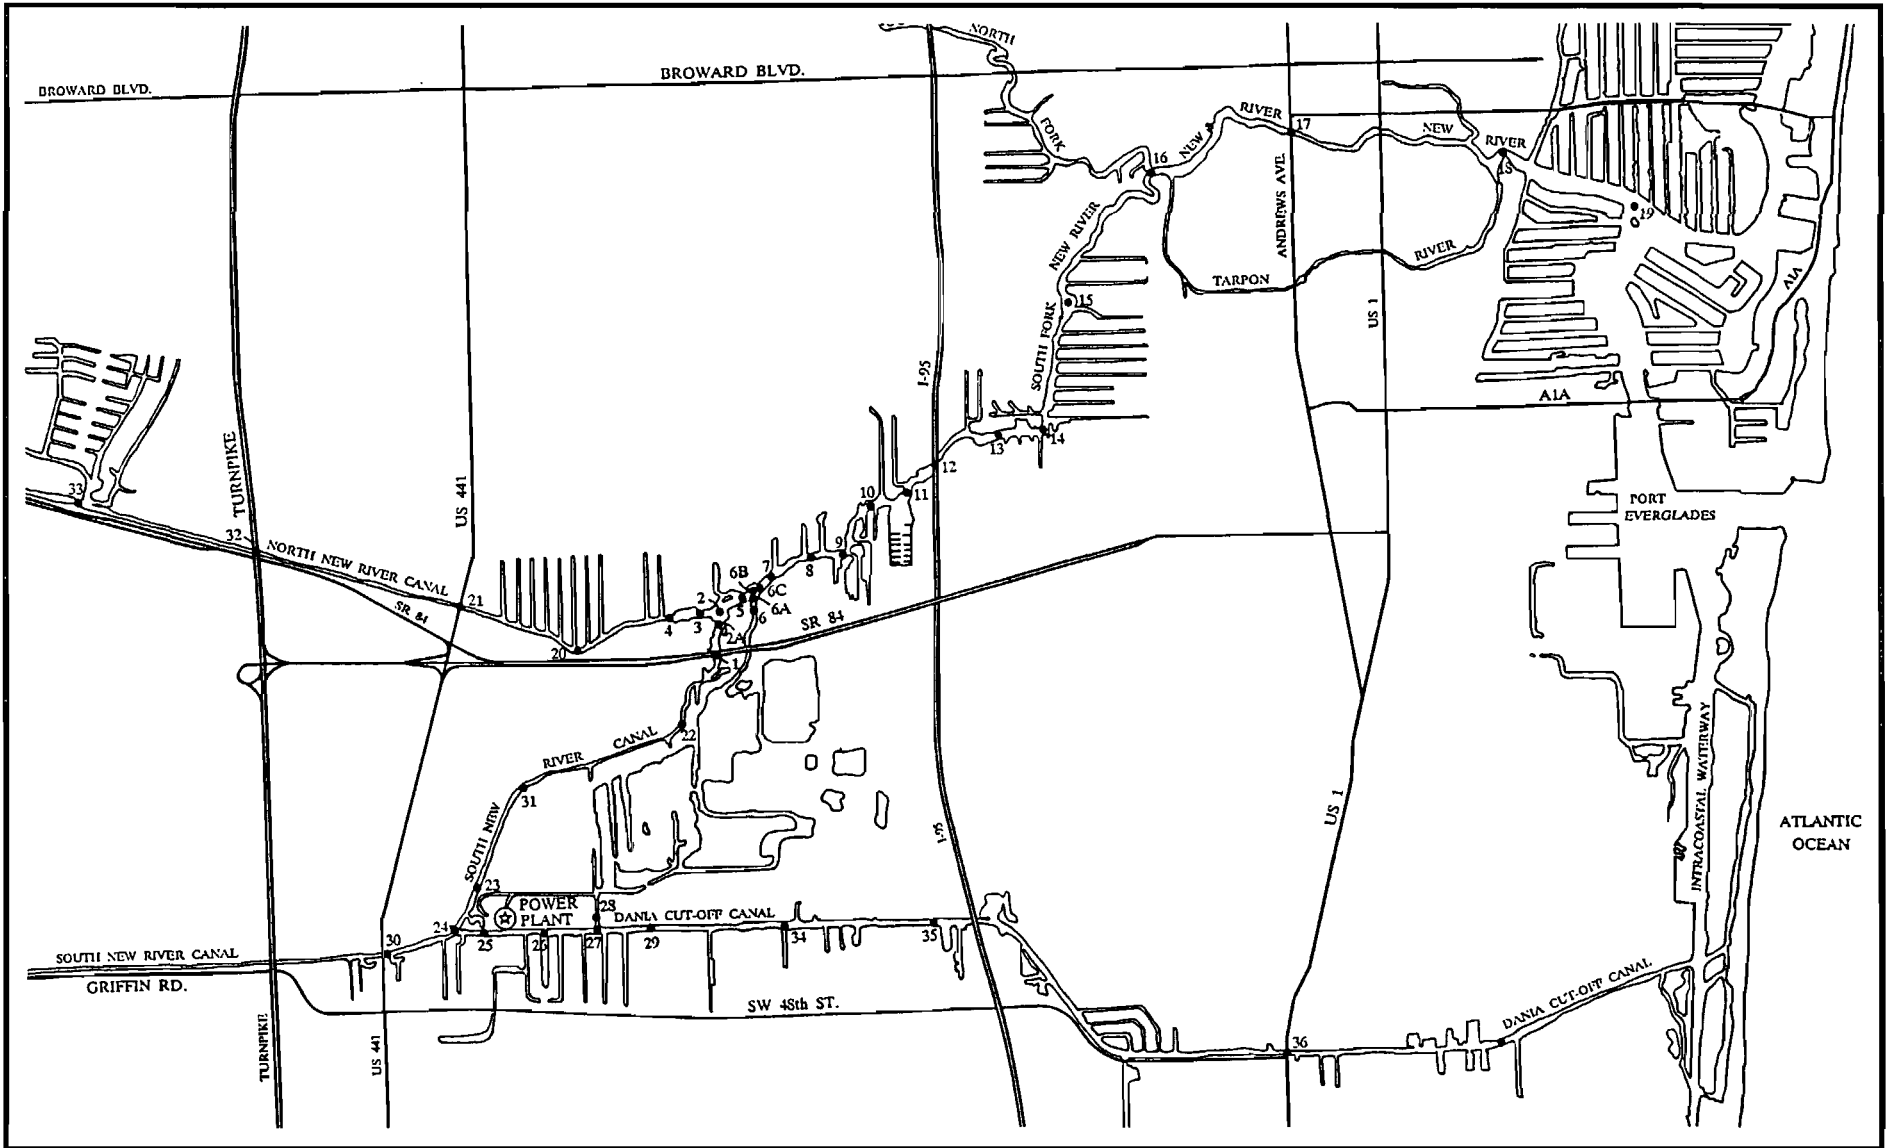 NORTH
BROWARD BLVD.
BROWARD BLVD.
FORK
NEW
RIVER
17
NEW
RIVER
18
16
19
ANDREWS AVE.
NEW RIVER
SOUTH FORK
15
TARPON
RIVER
A1A
US 1
I-95
A1A
14
13
12
11
10
9
8
7
6B
6C
6A
6
5
2
2A
3
4
1
TURNPIKE
US 441
33
32
NORTH NEW RIVER CANAL
21
SR 84
20
SR 84
PORT
EVERGLADES
22
RIVER
CANAL
31
SOUTH NEW
23
POWER
PLANT
28
DANIA CUT-OFF CANAL
24
25
26
27
29
34
35
30
SOUTH NEW RIVER CANAL
GRIFFIN RD.
SW 48th ST.
TURNPIKE
US 441
I-95
US 1
INTRACOASTAL WATERWAY
ATLANTIC
OCEAN
DANIA CUT-OFF CANAL
36